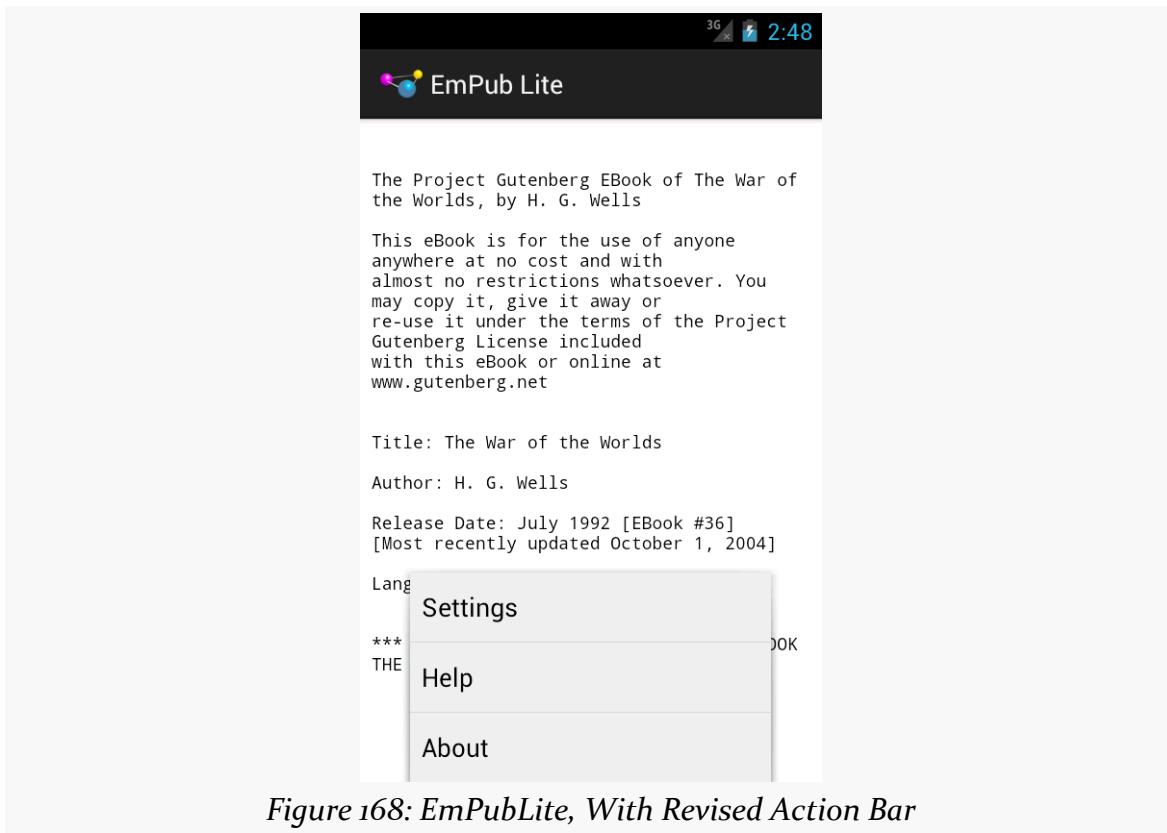 3G 2:48
EmPub Lite
The Project Gutenberg EBook of The War of
the Worlds, by H. G. Wells
This eBook is for the use of anyone
anywhere at no cost and with
almost no restrictions whatsoever. You
may copy it, give it away or
re-use it under the terms of the Project
Gutenberg License included
with this eBook or online at
www.gutenberg.net
Title: The War of the Worlds
Author: H. G. Wells
Release Date: July 1992 [EBook #36]
[Most recently updated October 1, 2004]
Settings
***
THE
Help
About
Figure 168: EmPubLite, With Revised Action Bar